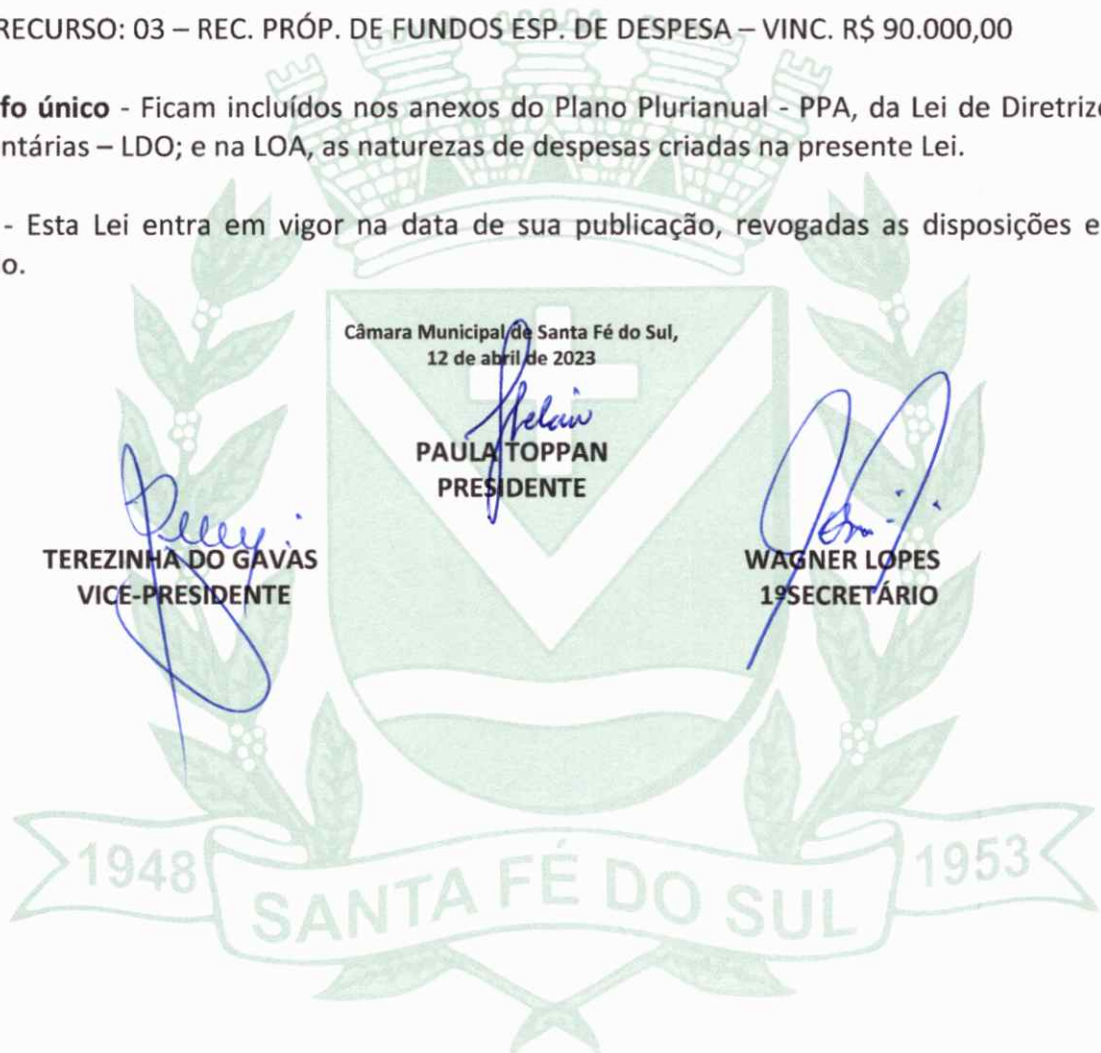 RECURSO: 03 – REC. PRÓP. DE FUNDOS ESP. DE DESPESA – VINC. R$ 90.000,00
fo único - Ficam incluídos nos anexos do Plano Plurianual - PPA, da Lei de Diretriz
ntárias – LDO; e na LOA, as naturezas de despesas criadas na presente Lei.
- Esta Lei entra em vigor na data de sua publicação, revogadas as disposições e
o.
Câmara Municipal de Santa Fé do Sul,
12 de abril de 2023
PAULA TOPPAN
PRESIDENTE
TEREZINHA DO GAVAS
VICE-PRESIDENTE
WAGNER LOPES
1ºSECRETÁRIO
1948
SANTA FÉ DO SUL
1953